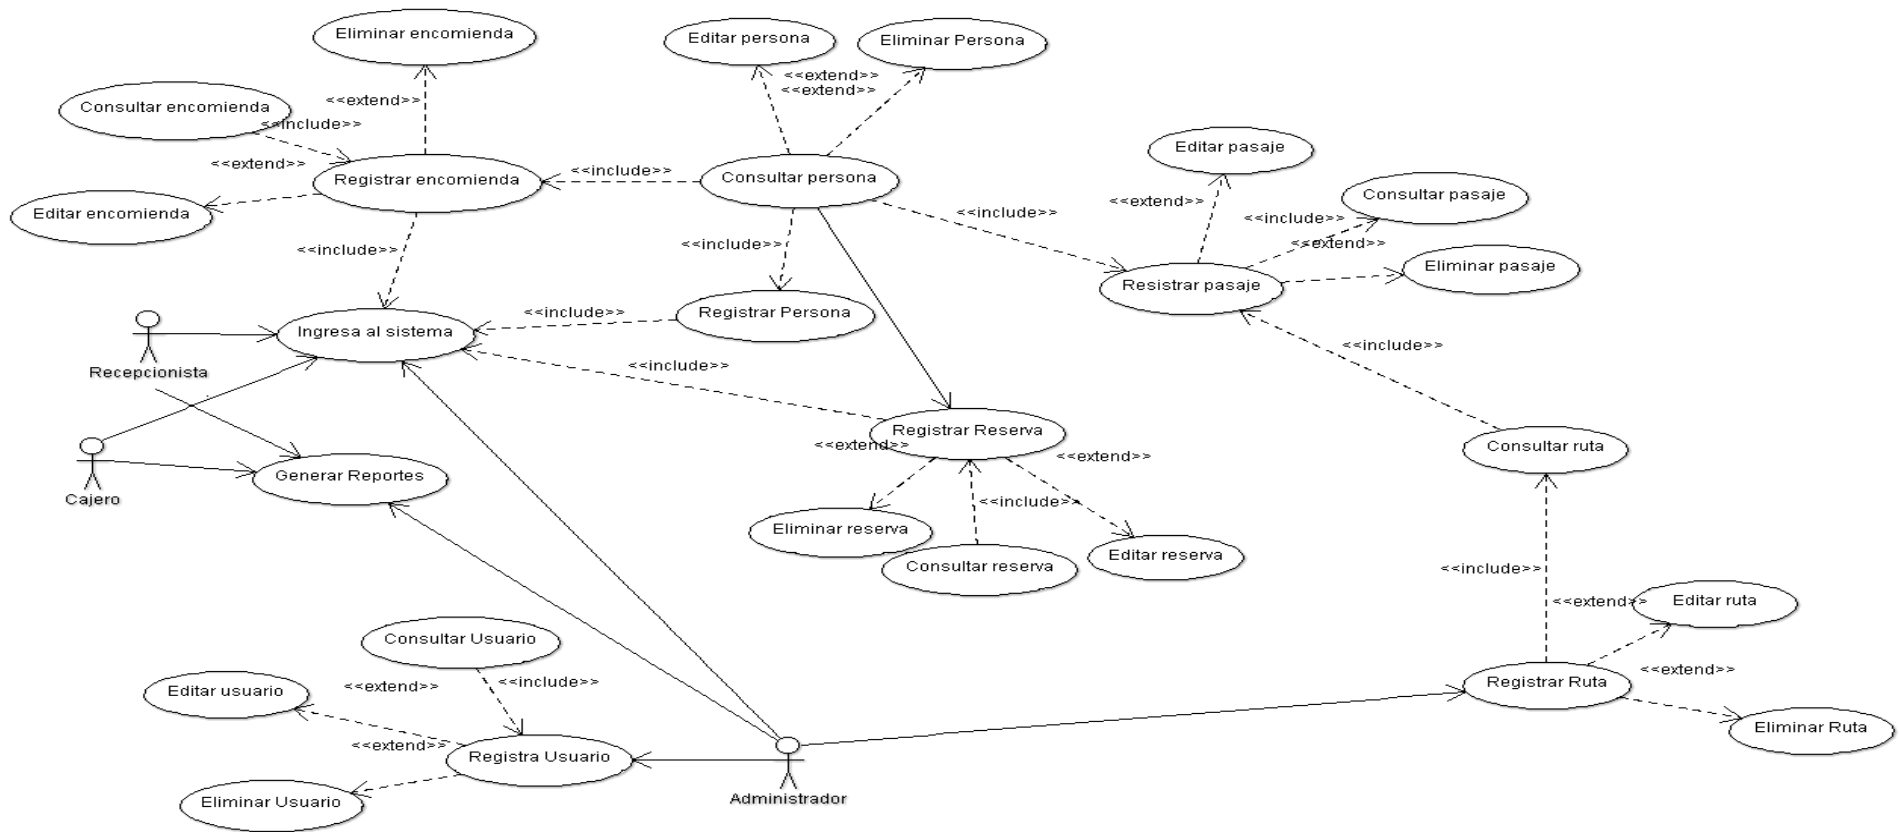 Eliminar encomienda
Editar persona
Eliminar Persona
<<extend>>
<<extend>>
<<extend>>
Consultar encomienda
<<include>>
<<extend>>
Registrar encomienda
<<include>>
Consultar persona
Editar pasaje
Consultar pasaje
<<extend>>
<<include>>
<<include>>
<<extend>>
Editar encomienda
<<include>>
<<include>>
Eliminar pasaje
Resistrar pasaje
<<include>>
Registrar Persona
Ingresa al sistema
<<include>>
<<include>>
Recepcionista
Registrar Reserva
<<extend>>
<<extend>>
Consultar ruta
Generar Reportes
Cajero
<<include>>
Eliminar reserva
Consultar reserva
Editar reserva
<<include>>
<<extend>>
Editar ruta
Consultar Usuario
<<include>>
<<extend>>
Editar usuario
<<extend>>
Registrar Ruta
Eliminar Ruta
<<extend>>
Registra Usuario
Eliminar Usuario
Administrador